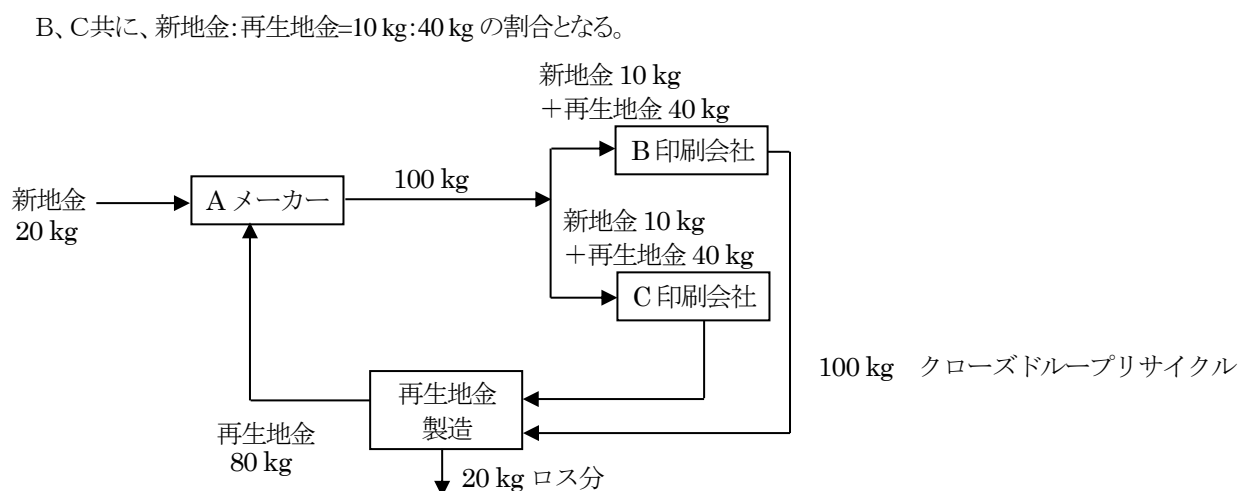 B、C共に、新地金:再生地金=10 kg:40 kg の割合となる。
新地金 10 kg
＋再生地金 40 kg
B 印刷会社
100 kg
新地金
20 kg
A メーカー
新地金 10 kg
＋再生地金 40 kg
C 印刷会社
100 kg　クローズドループリサイクル
再生地金
製造
再生地金
80 kg
20 kg ロス分